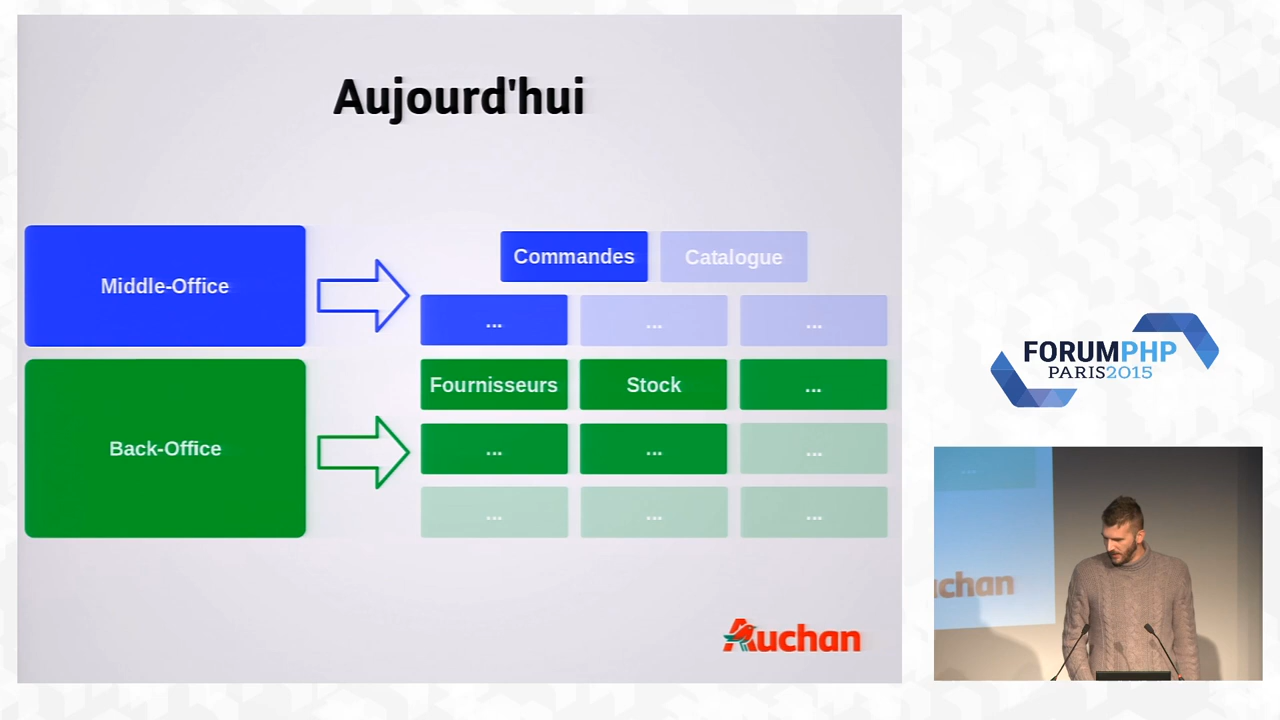 Aujourd'hui
Middle-Office
Commandes
Catalogue
...
...
...
Back-Office
Fournisseurs
Stock
...
...
...
...
...
...
...
Auchan
FORUMPHP
PARIS2015
...
uchan